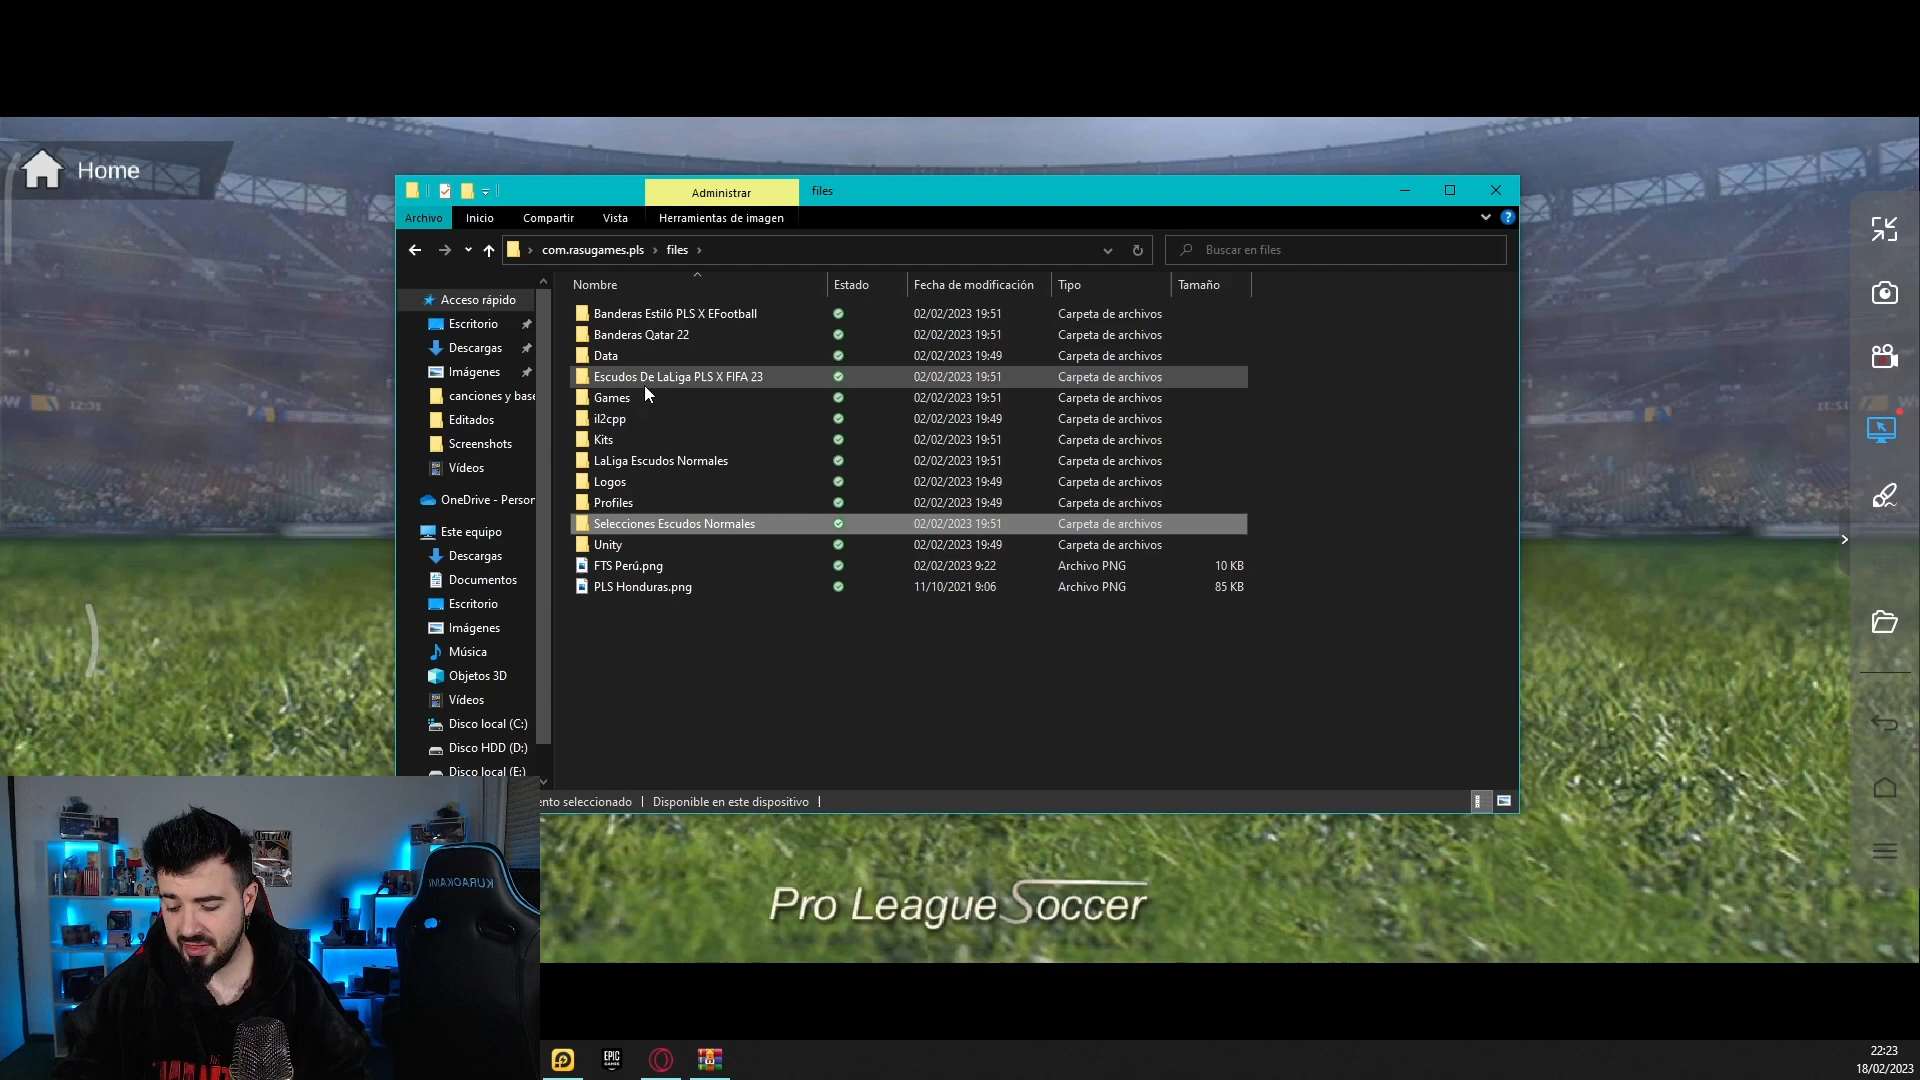 Home
Administrar
files
Archivo
Inicio
Compartir
Vista
Herramientas de imagen
com.rasugames.pls
files
Buscar en files
Nombre
Estado
Fecha de modificación
Tipo
Tamaño
Banderas Estiló PLS X EFootball 02/02/2023 19:51 Carpeta de archivos
Banderas Qatar 22 02/02/2023 19:51 Carpeta de archivos
Data 02/02/2023 19:49 Carpeta de archivos
Escudos De LaLiga PLS X FIFA 23 02/02/2023 19:51 Carpeta de archivos
Games 02/02/2023 19:51 Carpeta de archivos
il2cpp 02/02/2023 19:49 Carpeta de archivos
Kits 02/02/2023 19:51 Carpeta de archivos
LaLiga Escudos Normales 02/02/2023 19:51 Carpeta de archivos
Logos 02/02/2023 19:49 Carpeta de archivos
Profiles 02/02/2023 19:49 Carpeta de archivos
Selecciones Escudos Normales 02/02/2023 19:51 Carpeta de archivos
Unity 02/02/2023 19:49 Carpeta de archivos
FTS Perú.png 02/02/2023 9:22 Archivo PNG 10 KB
PLS Honduras.png 11/10/2021 9:06 Archivo PNG 85 KB
Acceso rápido
Escritorio
Descargas
Imágenes
canciones y base
Editados
Screenshots
Vídeos
OneDrive - Person
Este equipo
Descargas
Documentos
Escritorio
Imágenes
Música
Objetos 3D
Vídeos
Disco local (C:)
Disco HDD (D:)
Disco local (E:)
ento seleccionado
Disponible en este dispositivo
Pro League Soccer
KURAOKAMI
WANTED
EPIC
GAMES
22:23
18/02/2023